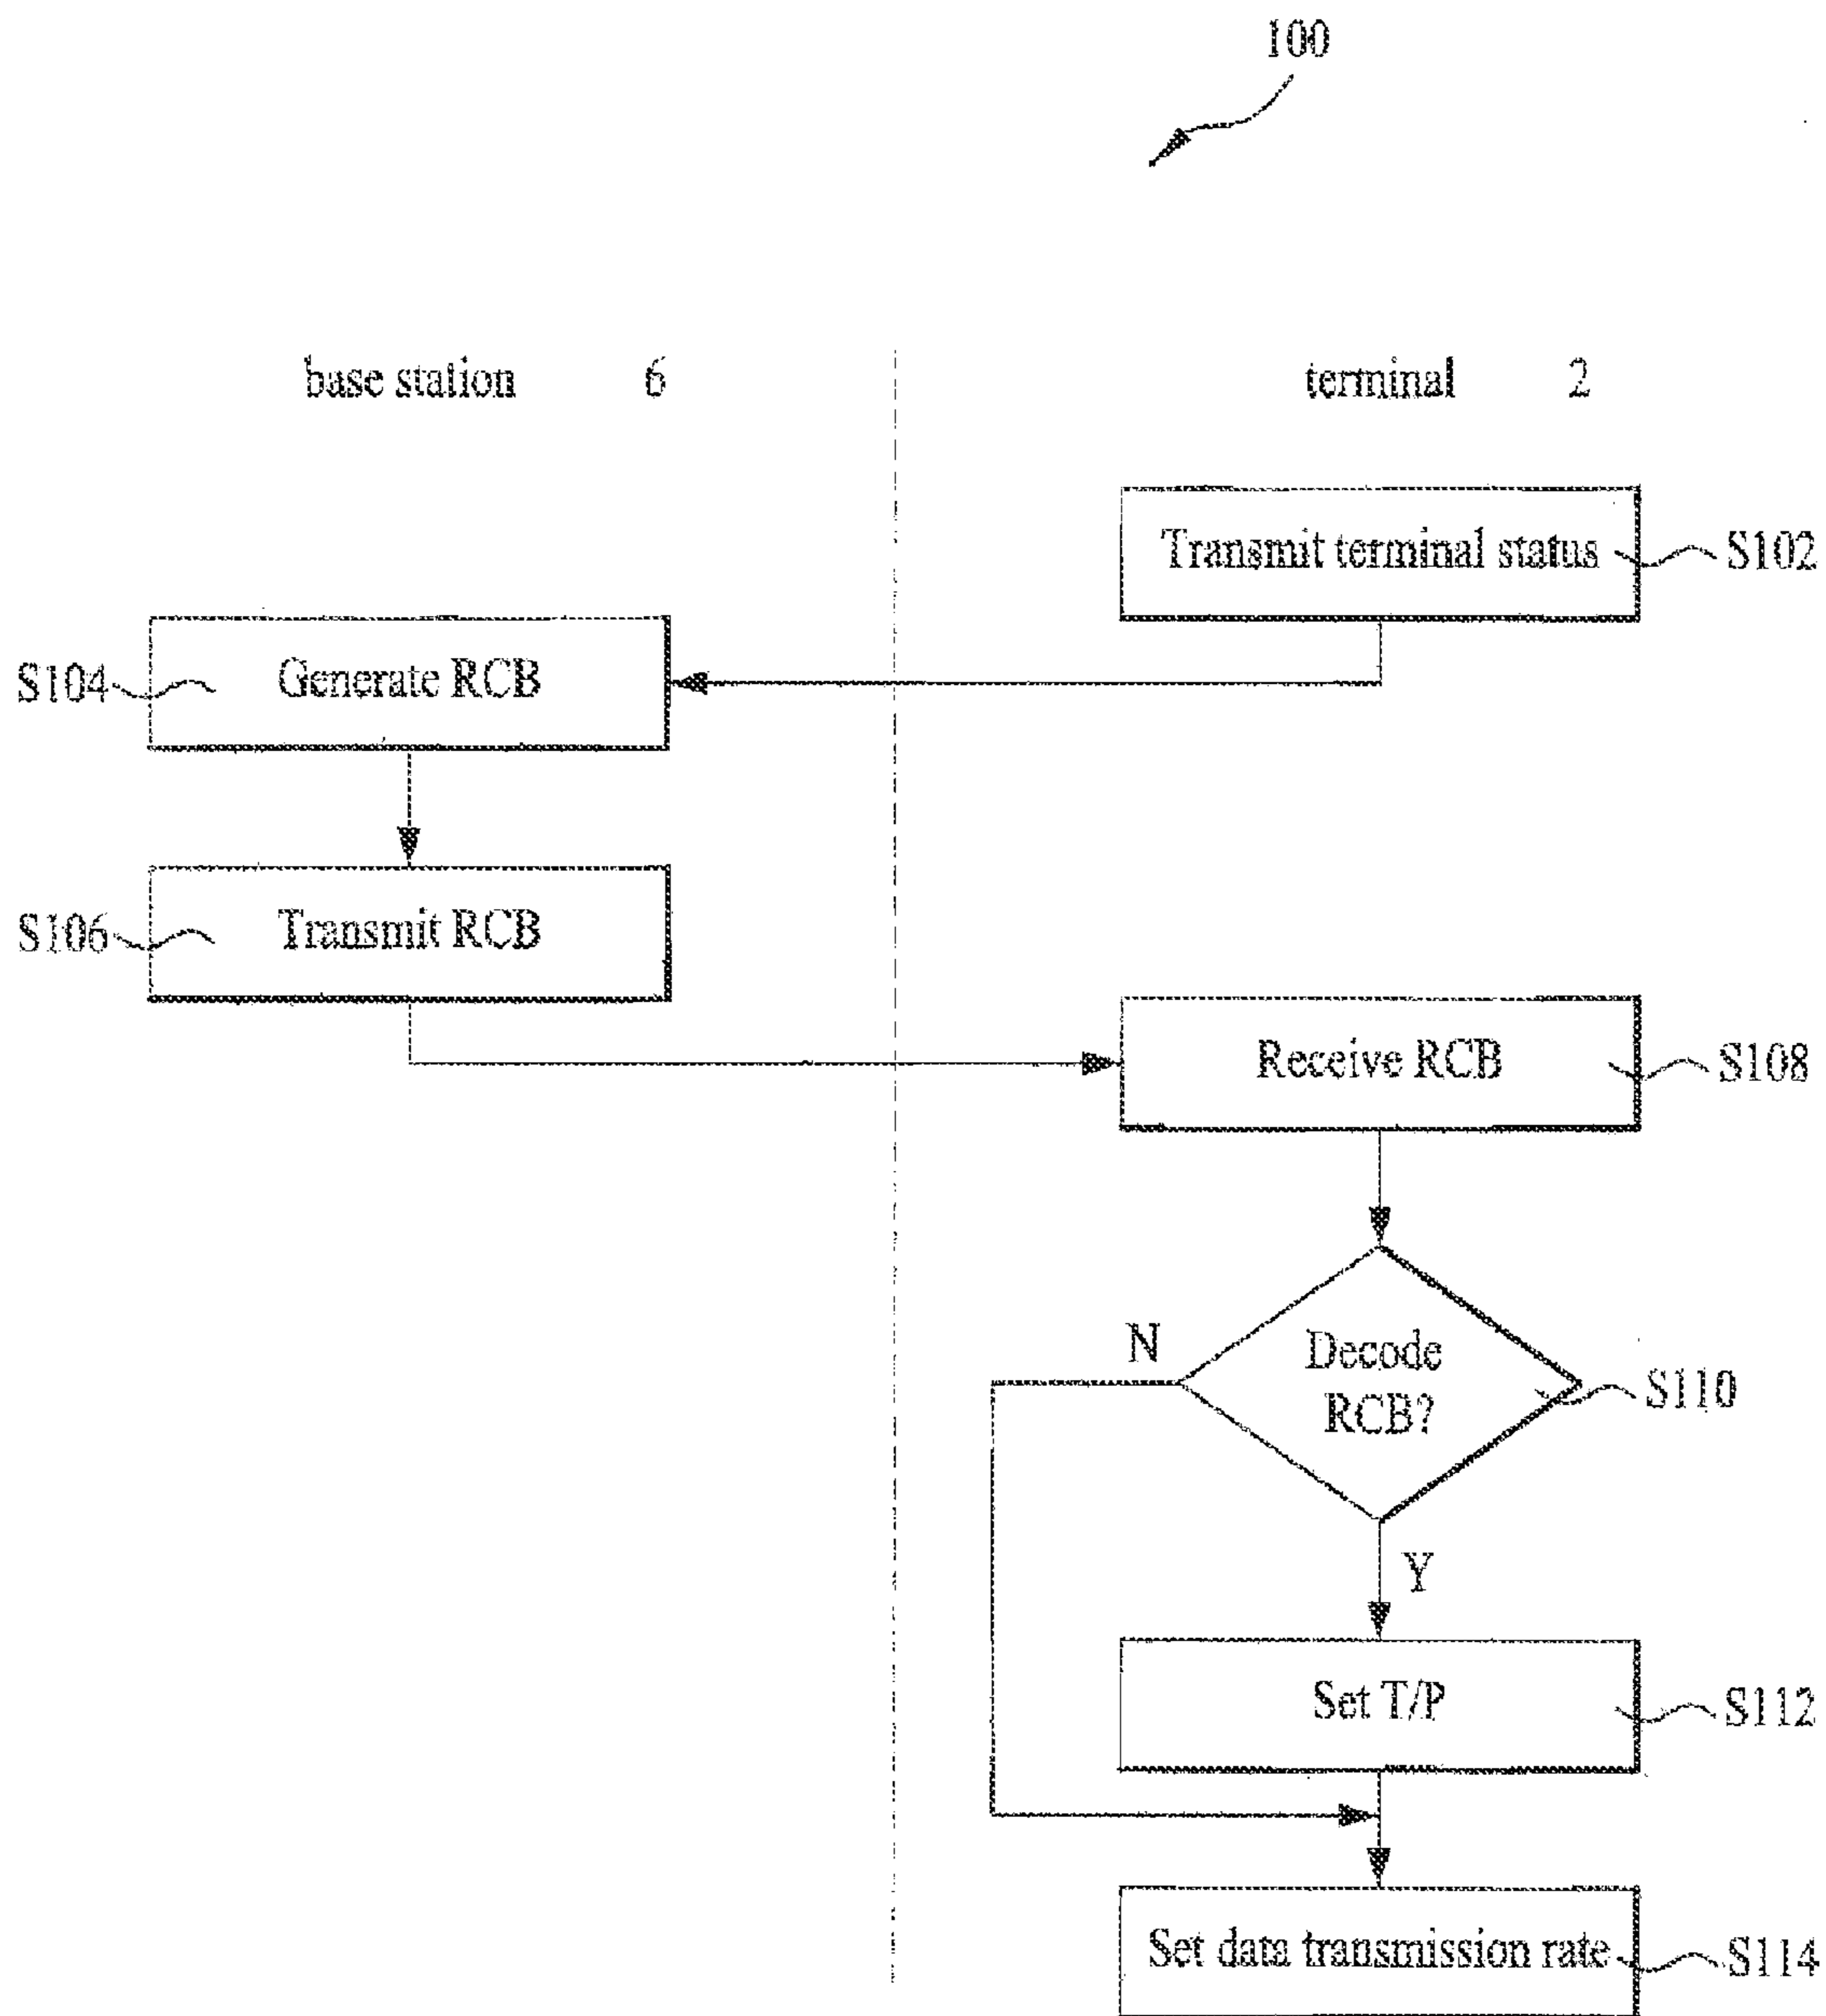 100
base station 6
terminal 2
Transmit terminal status
S102
S104
Generate RCB
S106
Transmit RCB
Receive RCB
S108
N
Decode
RCB?
S110
Y
Set T/P
S112
Set data transmission rate
S114